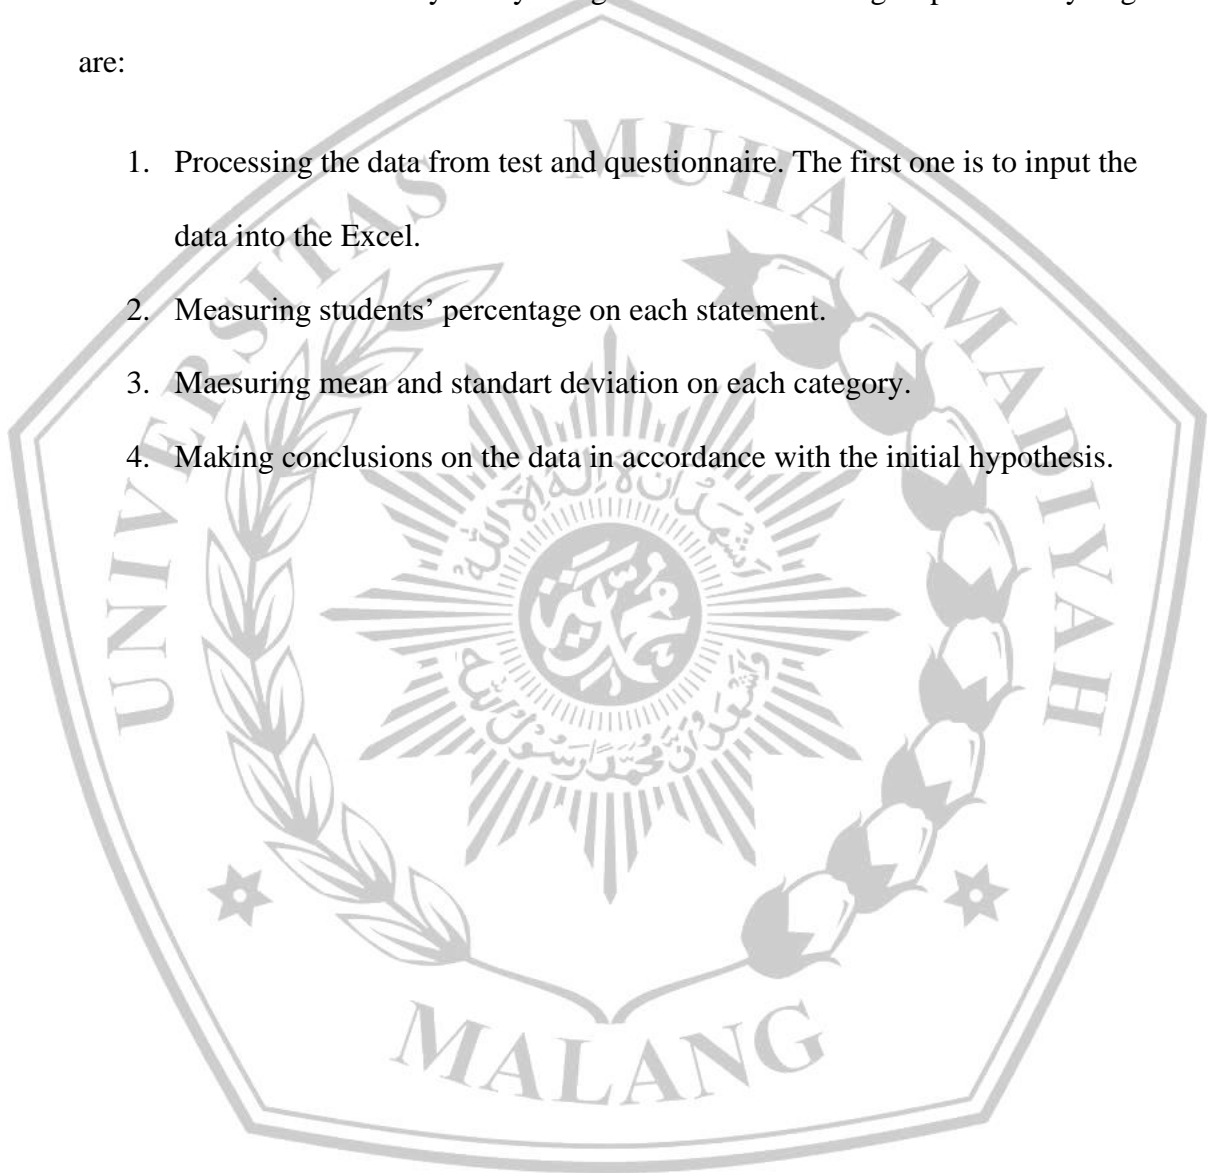 are:
1. Processing the data from test and questionnaire. The first one is to input the
data into the Excel.
2. Measuring students’ percentage on each statement.
3. Maesuring mean and standart deviation on each category.
4. Making conclusions on the data in accordance with the initial hypothesis.
UNIVERSITAS MUHAMMADIYAH
MALANG